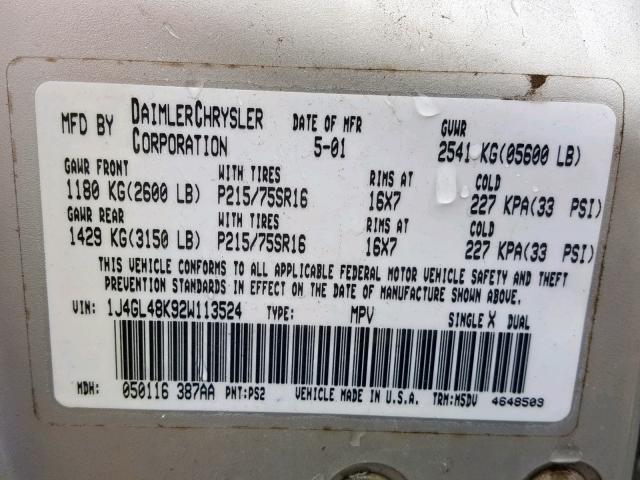 MFD BY DAIMLERCHRYSLER CORPORATION DATE OF MFR 5-01 GVWR 2541 KG(05600 LB)
GAWR FRONT WITH TIRES RIMS AT COLD
1180 KG(2600 LB) P215/75SR16 16X7 227 KPA(33 PSI)
GAWR REAR WITH TIRES RIMS AT COLD
1429 KG(3150 LB) P215/75SR16 16X7 227 KPA(33 PSI)
THIS VEHICLE CONFORMS TO ALL APPLICABLE FEDERAL MOTOR VEHICLE SAFETY AND THEFT
PREVENTION STANDARDS IN EFFECT ON THE DATE OF MANUFACTURE SHOWN ABOVE.
VIN: 1J4GL48K92W113524 TYPE: MPV SINGLE X DUAL
MDH: 050116 387AA PNT:PS2 VEHICLE MADE IN U.S.A. TRM:MSDV 4648503